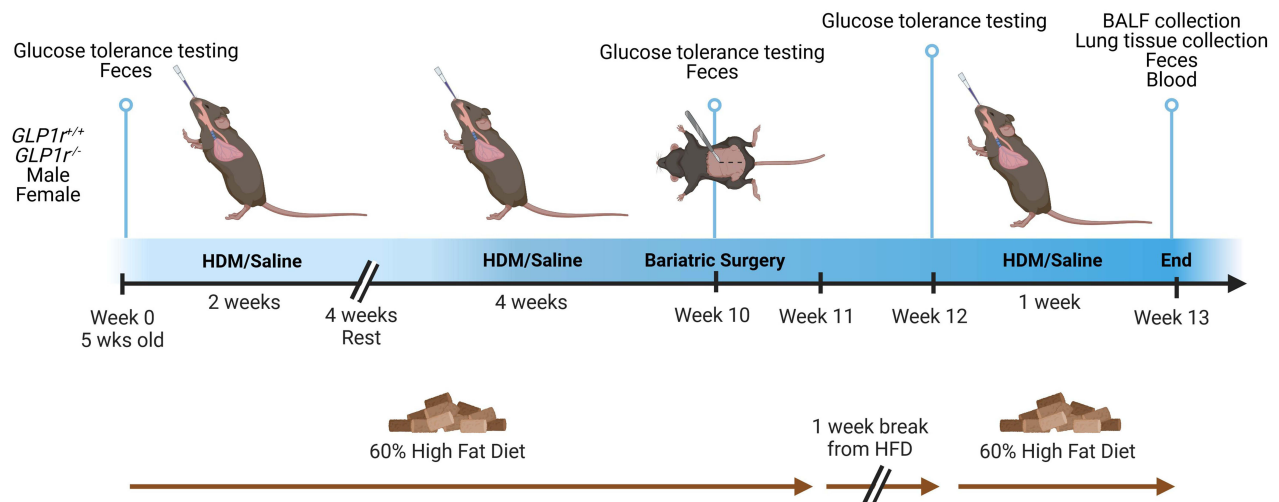 Glucose tolerance testing
Feces
Glucose tolerance testing
Feces
Glucose tolerance testing
BALF collection
Lung tissue collection
Feces
Blood
GLP1r+/+
GLP1r/-
Male
Female
HDM/Saline
HDM/Saline
Bariatric Surgery
HDM/Saline
End
2 weeks
4 weeks
Rest
4 weeks
1 week
Week 0
5 wks old
Week 10
Week 11
Week 12
Week 13
60% High Fat Diet
1 week break
from HFD
60% High Fat Diet